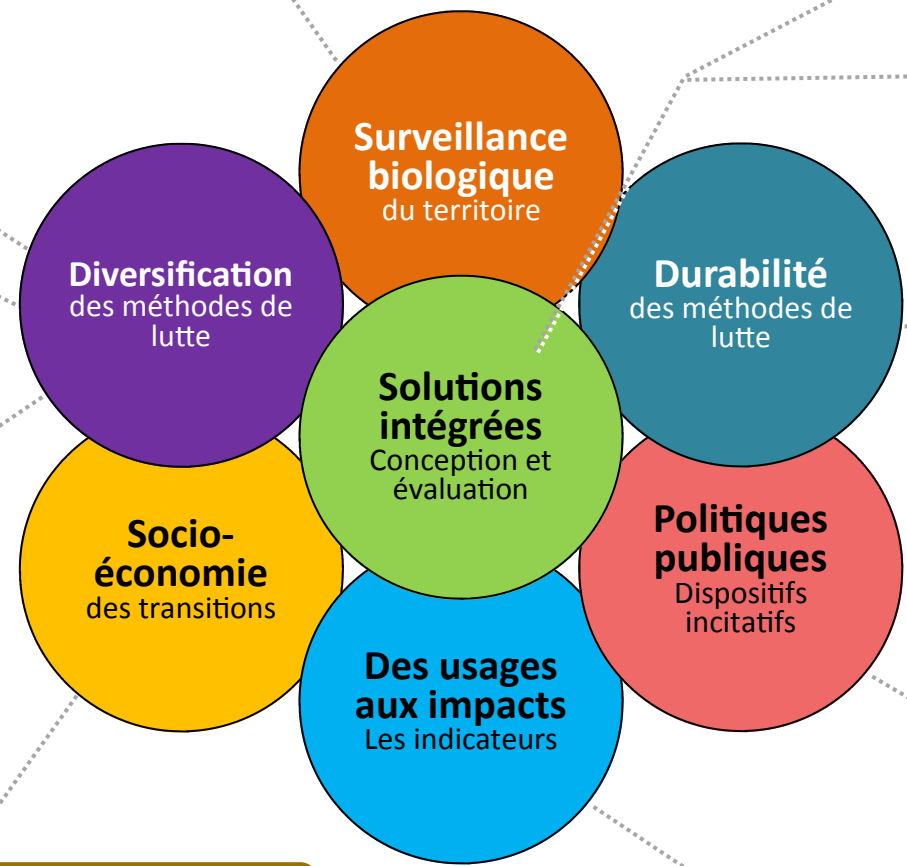 Surveillance
biologique
du territoire
Diversification
des méthodes de
lutte
Durabilité
des méthodes de
lutte
Solutions
intégrées
Conception et
évaluation
Socio-
économie
des transitions
Politiques
publiques
Dispositifs
incitatifs
Des usages
aux impacts
Les indicateurs